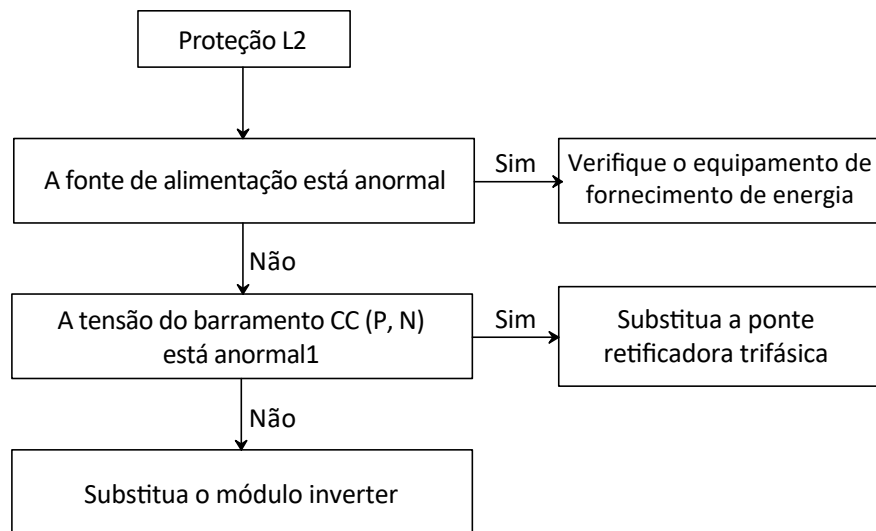 Proteção L2
A fonte de alimentação está anormal
Sim
Verifique o equipamento de
fornecimento de energia
Não
A tensão do barramento CC (P, N)
está anormal1
Sim
Substitua a ponte
retificadora trifásica
Não
Substitua o módulo inverter